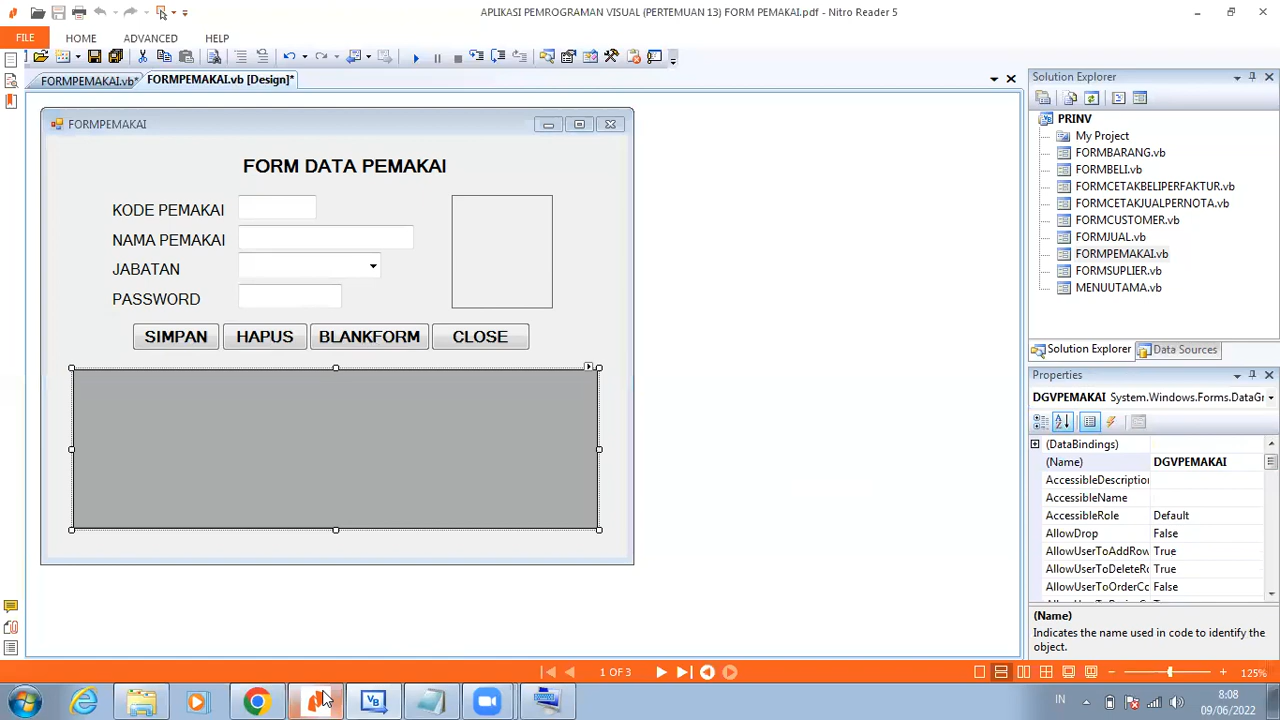 APLIKASI PEMROGRAMAN VISUAL (PERTEMUAN 13) FORM PEMAKAI.pdf - Nitro Reader 5
FILE
HOME
ADVANCED
HELP
FORMPEMAKAI.vb*
FORMPEMAKAI.vb [Design]*
FORMPEMAKAI
FORM DATA PEMAKAI
KODE PEMAKAI
NAMA PEMAKAI
JABATAN
PASSWORD
SIMPAN
HAPUS
BLANKFORM
CLOSE
Solution Explorer
PRINV
My Project
FORMBARANG.vb
FORMBELI.vb
FORMCETAKBELIPERFAKTUR.vb
FORMCETAKJUALPERNOTA.vb
FORMCUSTOMER.vb
FORMJUAL.vb
FORMPEMAKAI.vb
FORMSUPLIER.vb
MENUUTAMA.vb
Solution Explorer
Data Sources
Properties
DGVPEMAKAI System.Windows.Forms.DataGr
(DataBindings)
(Name) DGVPEMAKAI
AccessibleDescription
AccessibleName
AccessibleRole Default
AllowDrop False
AllowUserToAddRow True
AllowUserToDeleteRo True
AllowUserToOrderCo False
(Name)
Indicates the name used in code to identify the
object.
1 OF 3
125%
IN
8:08
09/06/2022